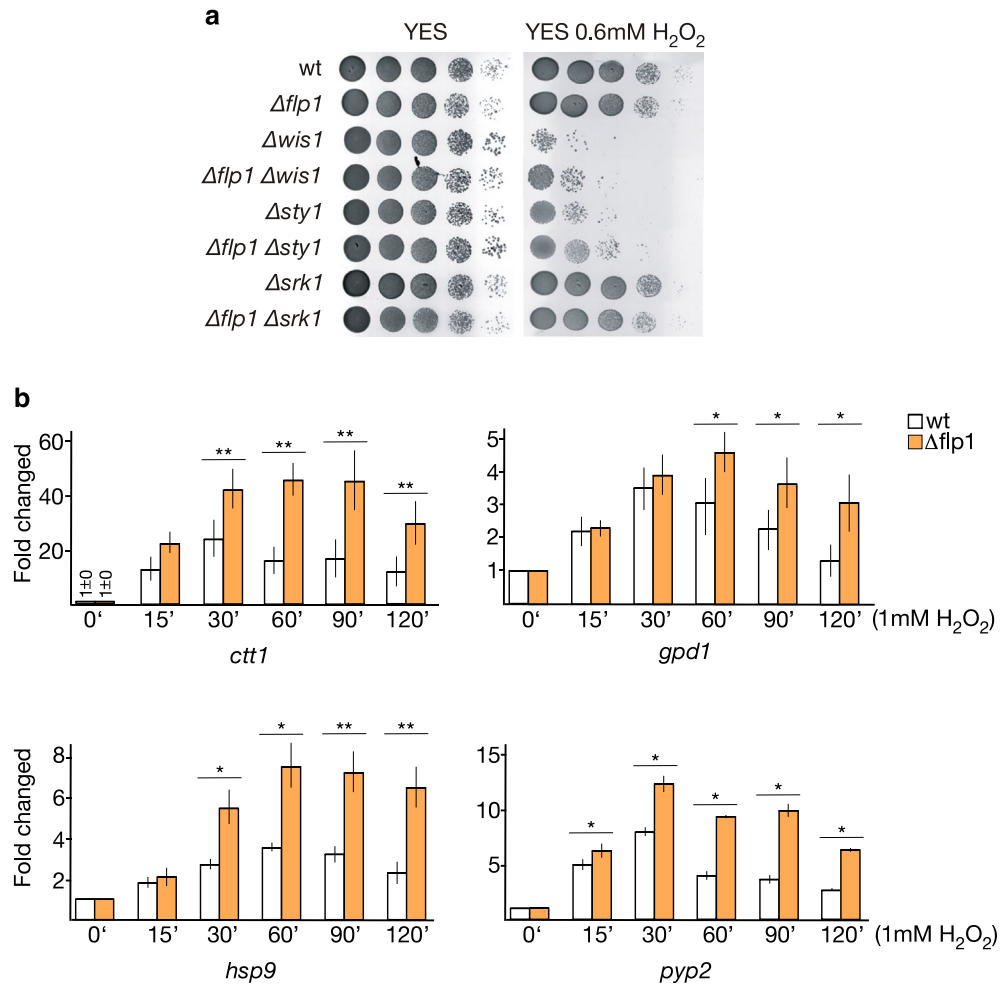 a
YES YES 0.6mM H₂O₂
wt
Δflp1
Δwis1
Δflp1 Δwis1
Δsty1
Δflp1 Δsty1
Δsrk1
Δflp1 Δsrk1
b
wt
Δflp1
Fold changed
60
40
20
1±0
1±0
**
**
**
**
0‘ 15’ 30’ 60’ 90’ 120’
ctt1
5
4
3
2
1
*
*
*
0‘ 15’ 30’ 60’ 90’ 120’ (1mM H₂O₂)
gpd1
Fold changed
8
6
4
2
*
*
**
**
0‘ 15’ 30’ 60’ 90’ 120’
hsp9
15
10
5
*
*
*
*
*
0‘ 15’ 30’ 60’ 90’ 120’ (1mM H₂O₂)
pyp2